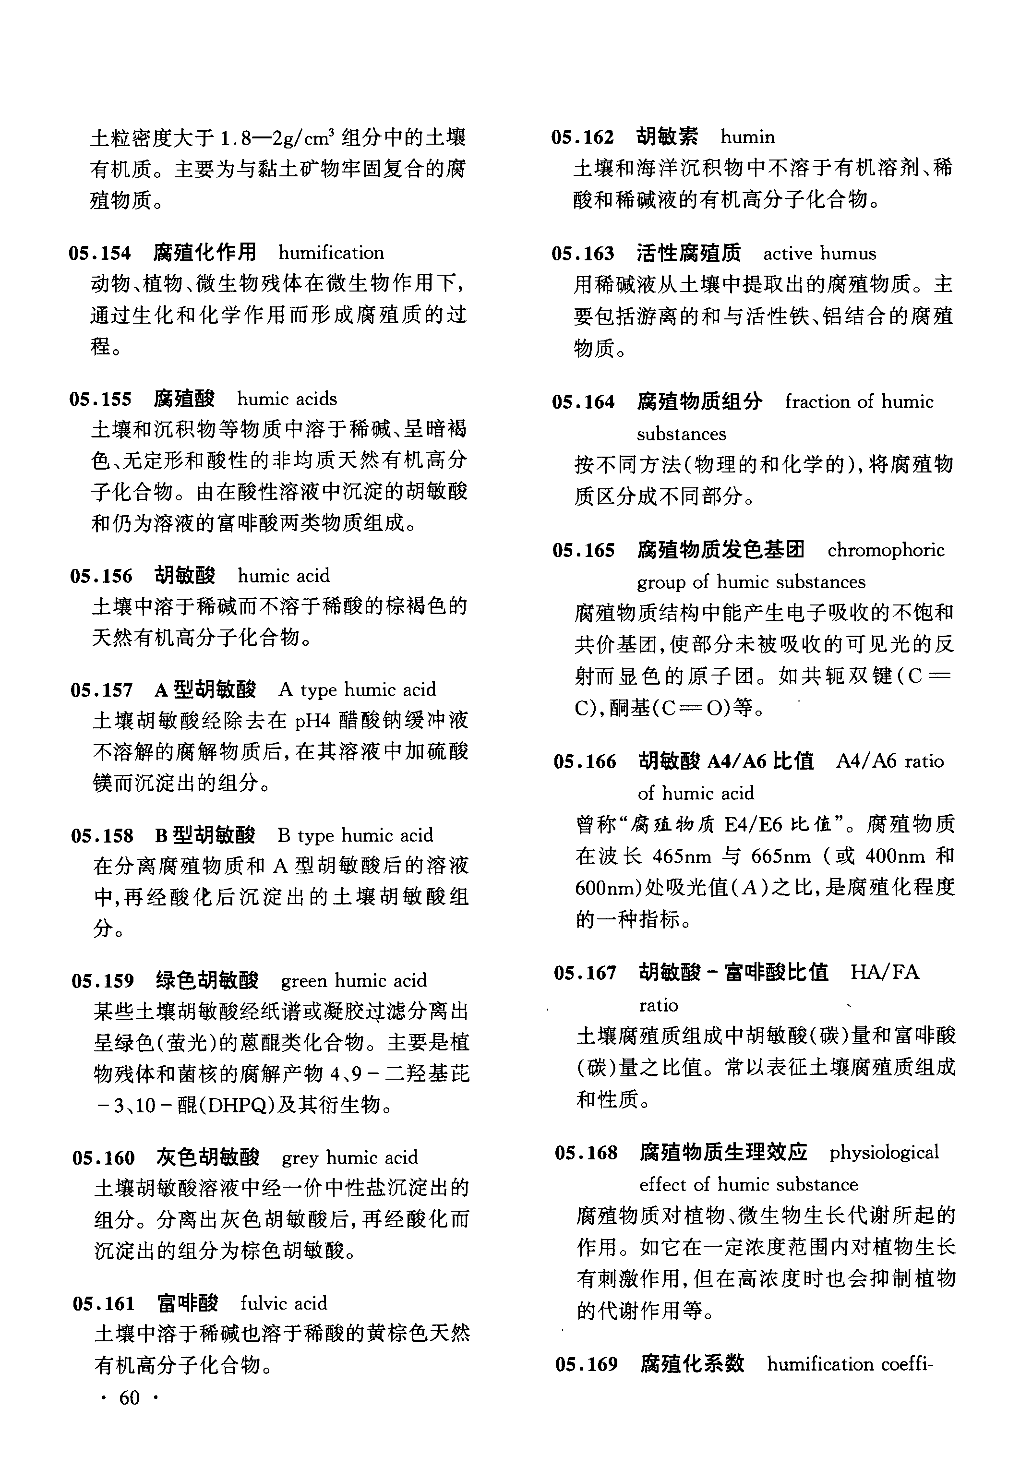 土粒密度大于 1.8—2g/cm³ 组分中的土壤
有机质。主要为与黏土矿物牢固复合的腐
殖物质。
05.154 腐殖化作用 humification
动物、植物、微生物残体在微生物作用下,
通过生化和化学作用而形成腐殖质的过
程。
05.155 腐殖酸 humic acids
土壤和沉积物等物质中溶于稀碱、呈暗褐
色、无定形和酸性的非均质天然有机高分
子化合物。由在酸性溶液中沉淀的胡敏酸
和仍为溶液的富啡酸两类物质组成。
05.156 胡敏酸 humic acid
土壤中溶于稀碱而不溶于稀酸的棕褐色的
天然有机高分子化合物。
05.157 A 型胡敏酸 A type humic acid
土壤胡敏酸经除去在 pH4 醋酸钠缓冲液
不溶解的腐解物质后,在其溶液中加硫酸
镁而沉淀出的组分。
05.158 B 型胡敏酸 B type humic acid
在分离腐殖物质和 A 型胡敏酸后的溶液
中,再经酸化后沉淀出的土壤胡敏酸组
分。
05.159 绿色胡敏酸 green humic acid
某些土壤胡敏酸经纸谱或凝胶过滤分离出
呈绿色(萤光)的蒽醌类化合物。主要是植
物残体和菌核的腐解产物 4、9－二羟基芘
－3、10－醌(DHPQ)及其衍生物。
05.160 灰色胡敏酸 grey humic acid
土壤胡敏酸溶液中经一价中性盐沉淀出的
组分。分离出灰色胡敏酸后,再经酸化而
沉淀出的组分为棕色胡敏酸。
05.161 富啡酸 fulvic acid
土壤中溶于稀碱也溶于稀酸的黄棕色天然
有机高分子化合物。
· 60 ·
05.162 胡敏素 humin
土壤和海洋沉积物中不溶于有机溶剂、稀
酸和稀碱液的有机高分子化合物。
05.163 活性腐殖质 active humus
用稀碱液从土壤中提取出的腐殖物质。主
要包括游离的和与活性铁、铝结合的腐殖
物质。
05.164 腐殖物质组分 fraction of humic
substances
按不同方法(物理的和化学的),将腐殖物
质区分成不同部分。
05.165 腐殖物质发色基团 chromophoric
group of humic substances
腐殖物质结构中能产生电子吸收的不饱和
共价基团,使部分未被吸收的可见光的反
射而显色的原子团。如共轭双键(C＝
C),酮基(C＝O)等。
05.166 胡敏酸 A4/A6 比值 A4/A6 ratio
of humic acid
曾称“腐殖物质 E4/E6 比值”。腐殖物质
在波长 465nm 与 665nm (或 400nm 和
600nm)处吸光值(A)之比,是腐殖化程度
的一种指标。
05.167 胡敏酸－富啡酸比值 HA/FA
ratio
土壤腐殖质组成中胡敏酸(碳)量和富啡酸
(碳)量之比值。常以表征土壤腐殖质组成
和性质。
05.168 腐殖物质生理效应 physiological
effect of humic substance
腐殖物质对植物、微生物生长代谢所起的
作用。如它在一定浓度范围内对植物生长
有刺激作用,但在高浓度时也会抑制植物
的代谢作用等。
05.169 腐殖化系数 humification coeffi-